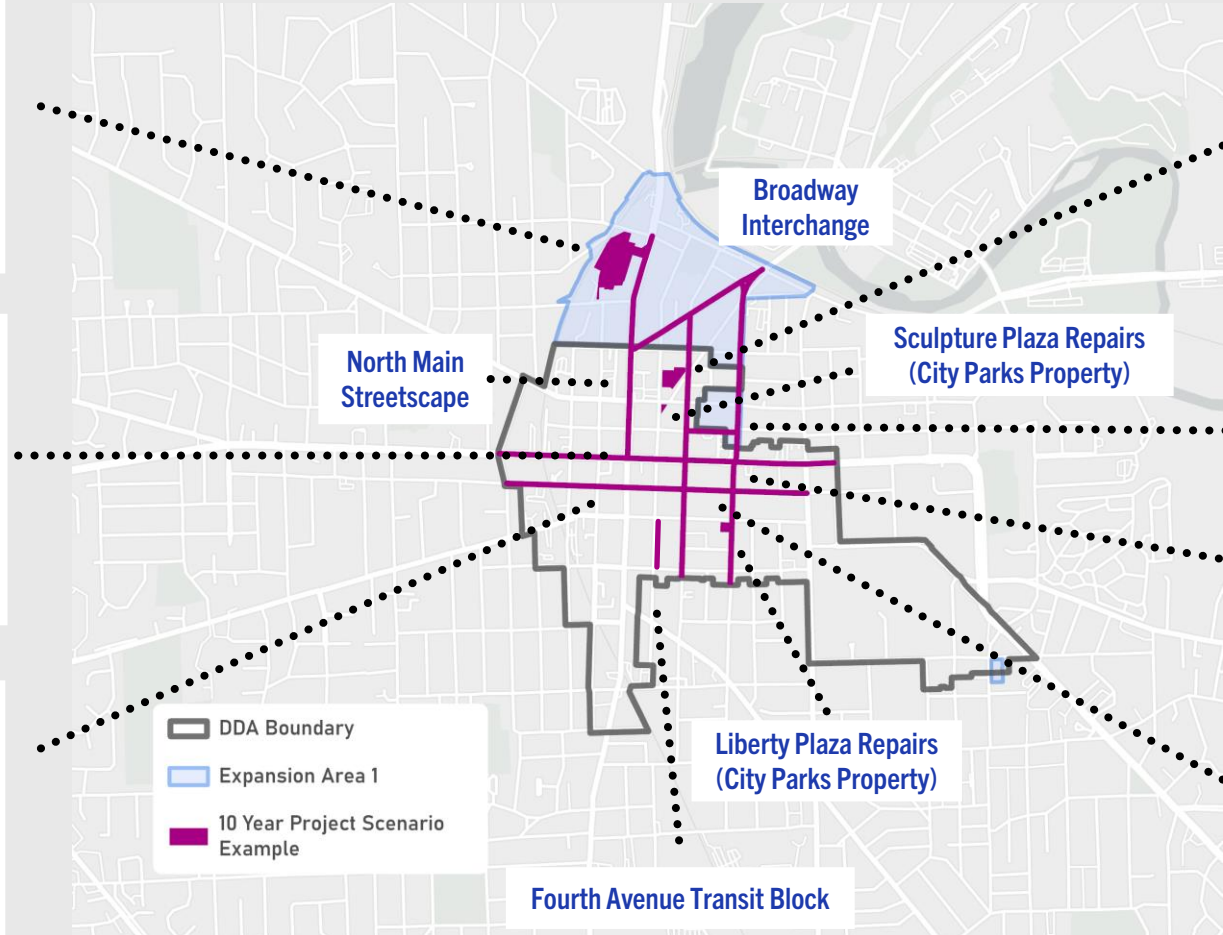 Broadway
Interchange
Sculpture Plaza Repairs
(City Parks Property)
North Main
Streetscape
DDA Boundary
Expansion Area 1
10 Year Project Scenario
Example
Liberty Plaza Repairs
(City Parks Property)
Fourth Avenue Transit Block